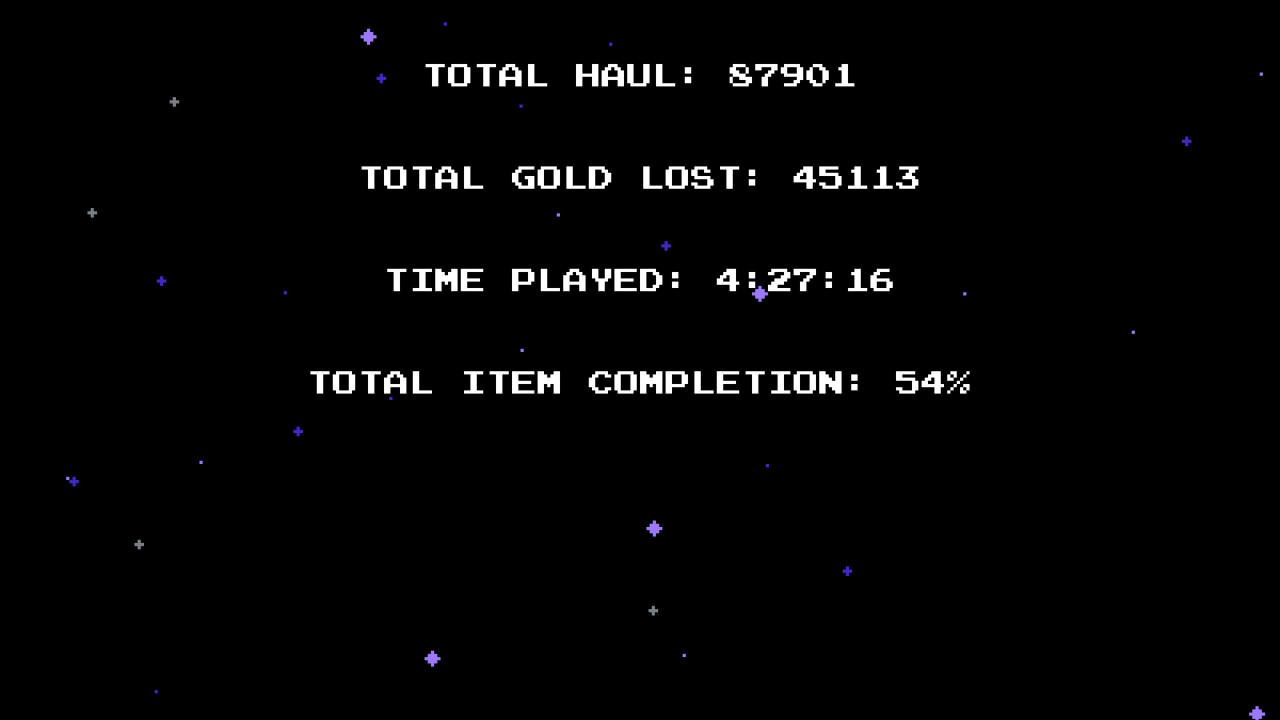 TOTAL HAUL: 87901
TOTAL GOLD LOST: 45113
TIME PLAYED: 4:27:16
TOTAL ITEM COMPLETION: 54%